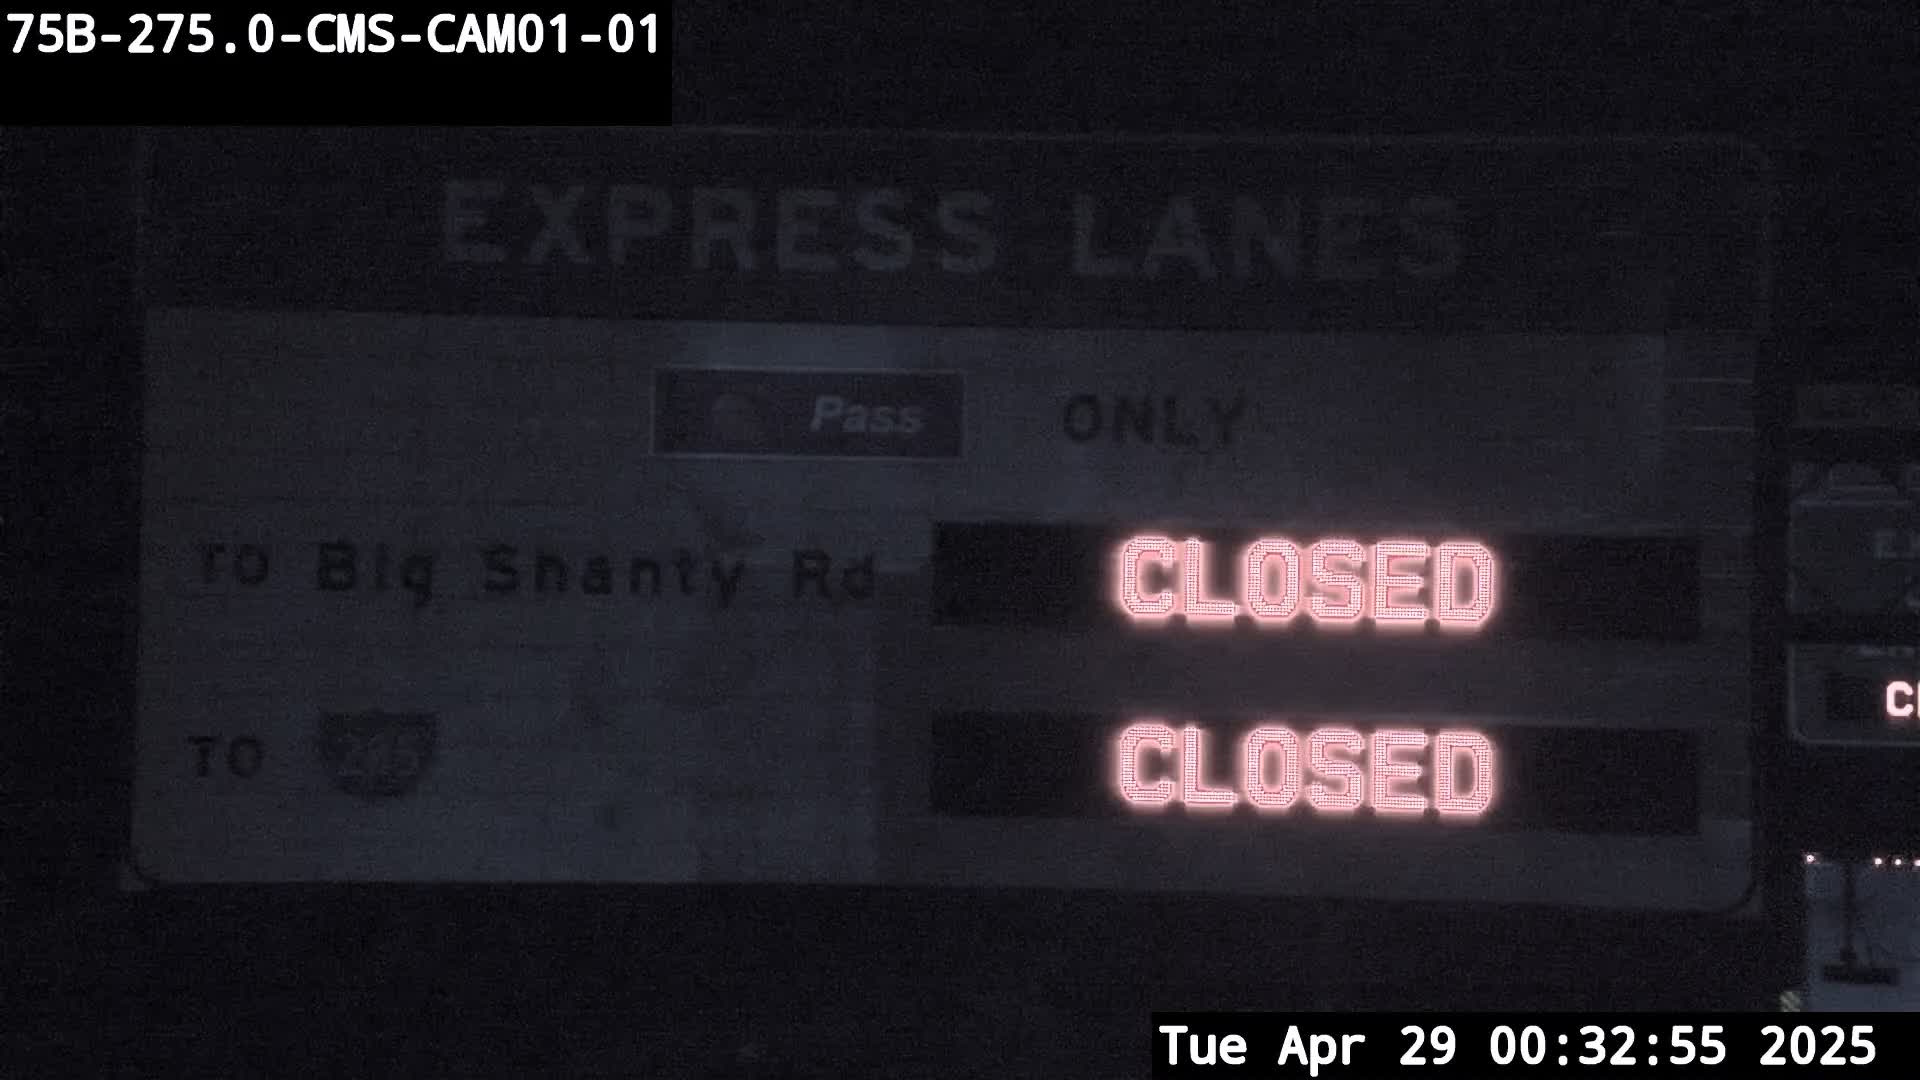 75B-275.0-CMS-CAM01-01
EXPRESS LANES
Pass ONLY
TO Big Shanty Rd CLOSED
TO CLOSED
Tue Apr 29 00:32:55 2025